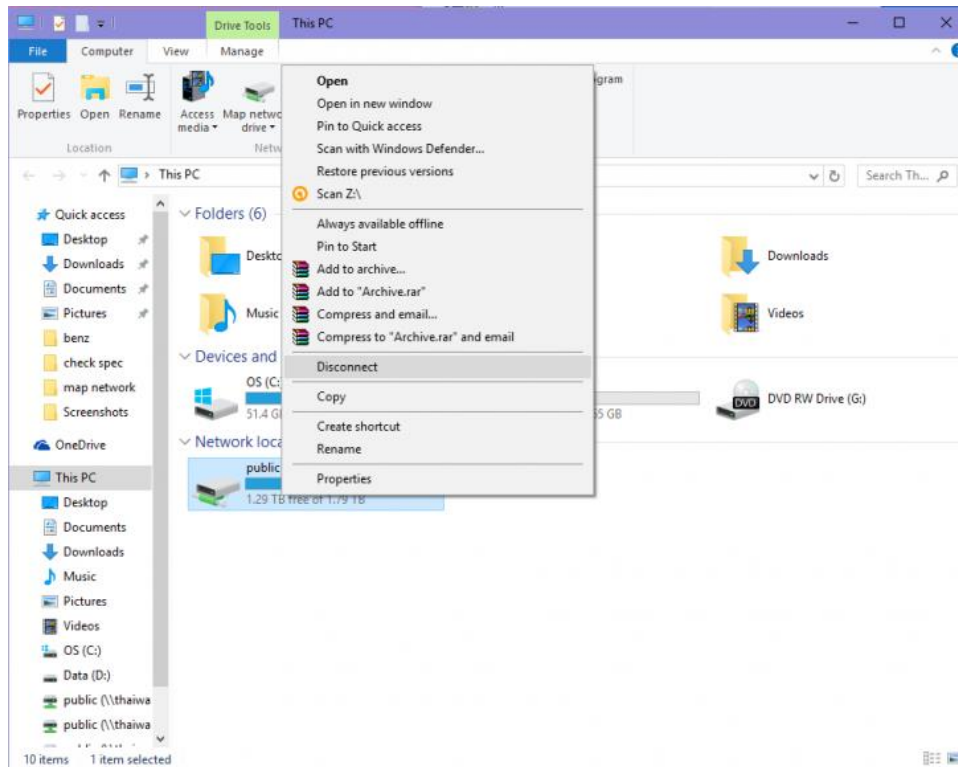 Drive Tools This PC
File Computer View Manage
Properties Open Rename Access media Map netwo drive
Location Netw
igram
This PC
Search Th...
Quick access
Desktop
Downloads
Documents
Pictures
benz
check spec
map network
Screenshots
OneDrive
This PC
Desktop
Documents
Downloads
Music
Pictures
Videos
OS (C:)
Data (D:)
public (\\thaiwa
public (\\thaiwa
Folders (6)
Deskto
Downloads
Music
Videos
Devices and
OS (C:
51.4 GI
GB
DVD RW Drive (G:)
Network loca
public
1.29 TB free of 1.79 TB
Open
Open in new window
Pin to Quick access
Scan with Windows Defender...
Restore previous versions
Scan Z:\
Always available offline
Pin to Start
Add to archive...
Add to "Archive.rar"
Compress and email...
Compress to "Archive.rar" and email
Disconnect
Copy
Create shortcut
Rename
Properties
10 items 1 item selected